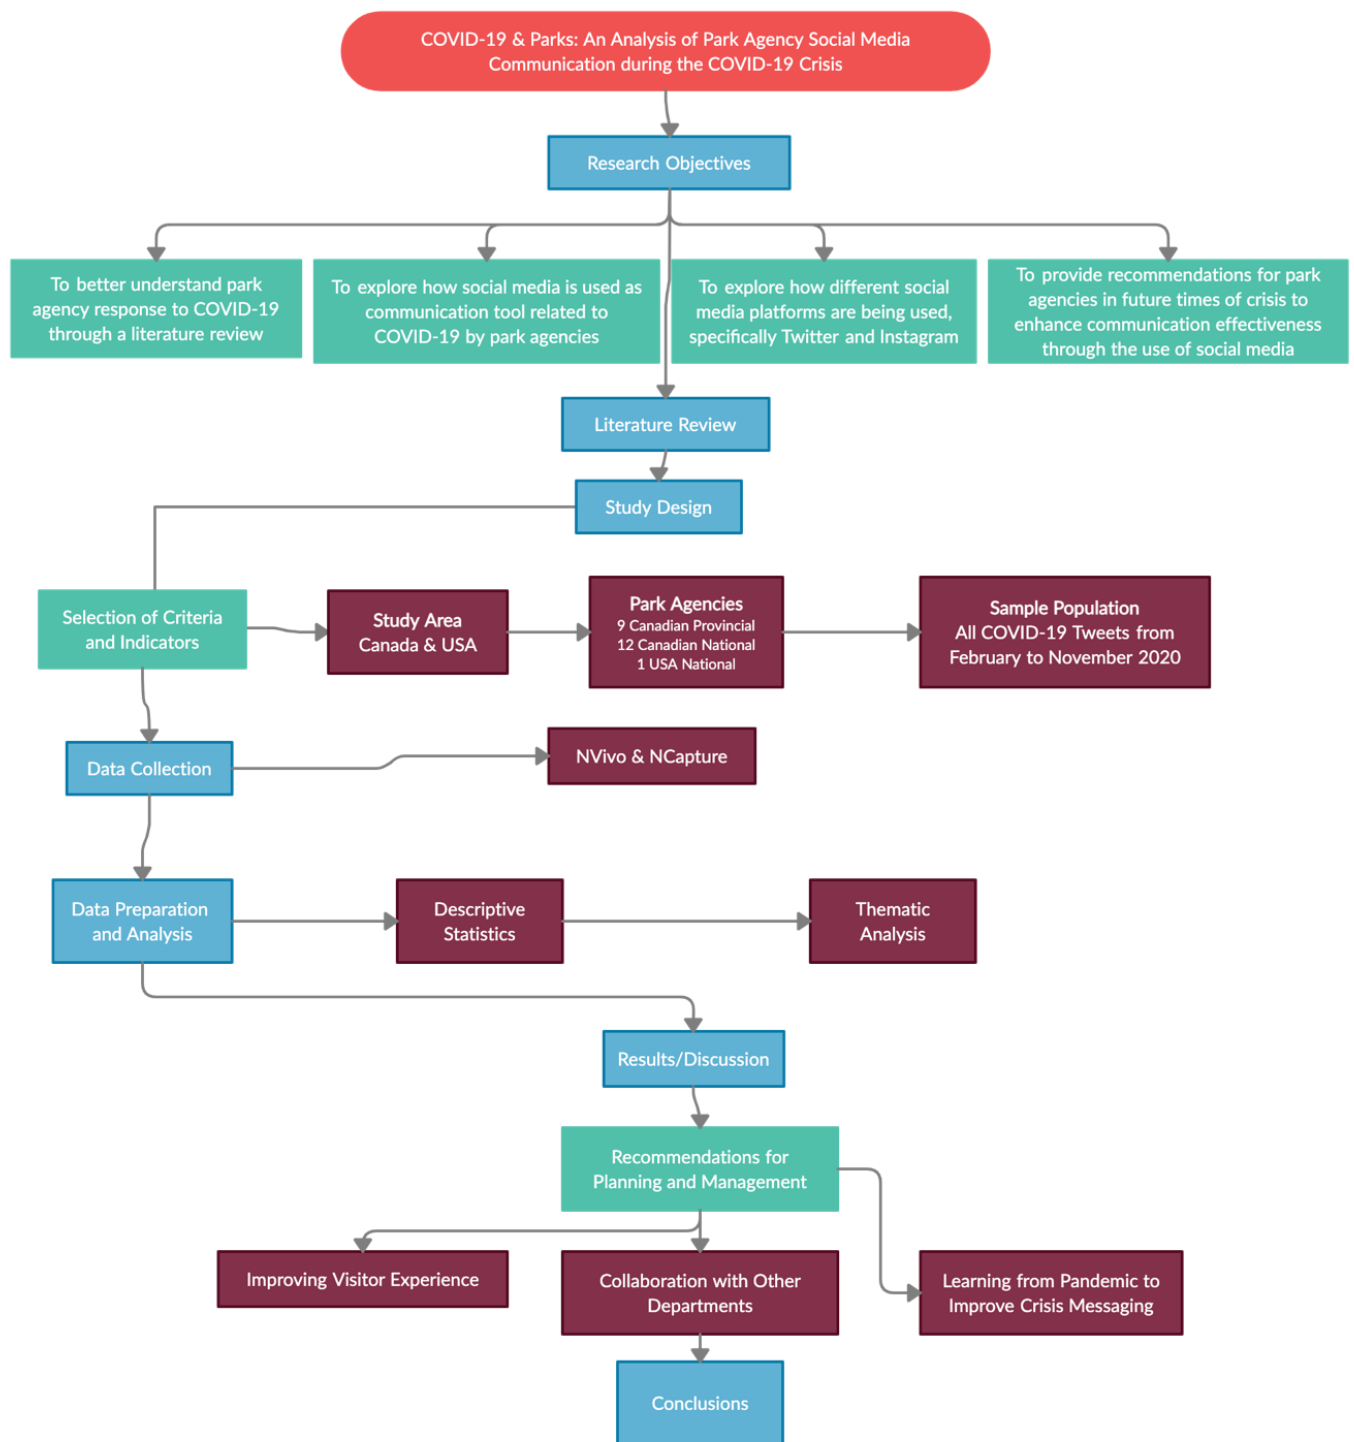 COVID-19 & Parks: An Analysis of Park Agency Social Media
Communication during the COVID-19 Crisis
Research Objectives
To better understand park
agency response to COVID-19
through a literature review
To explore how social media is used as
communication tool related to
COVID-19 by park agencies
To explore how different social
media platforms are being used,
specifically Twitter and Instagram
To provide recommendations for park
agencies in future times of crisis to
enhance communication effectiveness
through the use of social media
Literature Review
Study Design
Selection of Criteria
and Indicators
Study Area
Canada & USA
Park Agencies
9 Canadian Provincial
12 Canadian National
1 USA National
Sample Population
All COVID-19 Tweets from
February to November 2020
Data Collection
NVivo & NCapture
Data Preparation
and Analysis
Descriptive
Statistics
Thematic
Analysis
Results/Discussion
Recommendations for
Planning and Management
Improving Visitor Experience
Collaboration with Other
Departments
Learning from Pandemic to
Improve Crisis Messaging
Conclusions